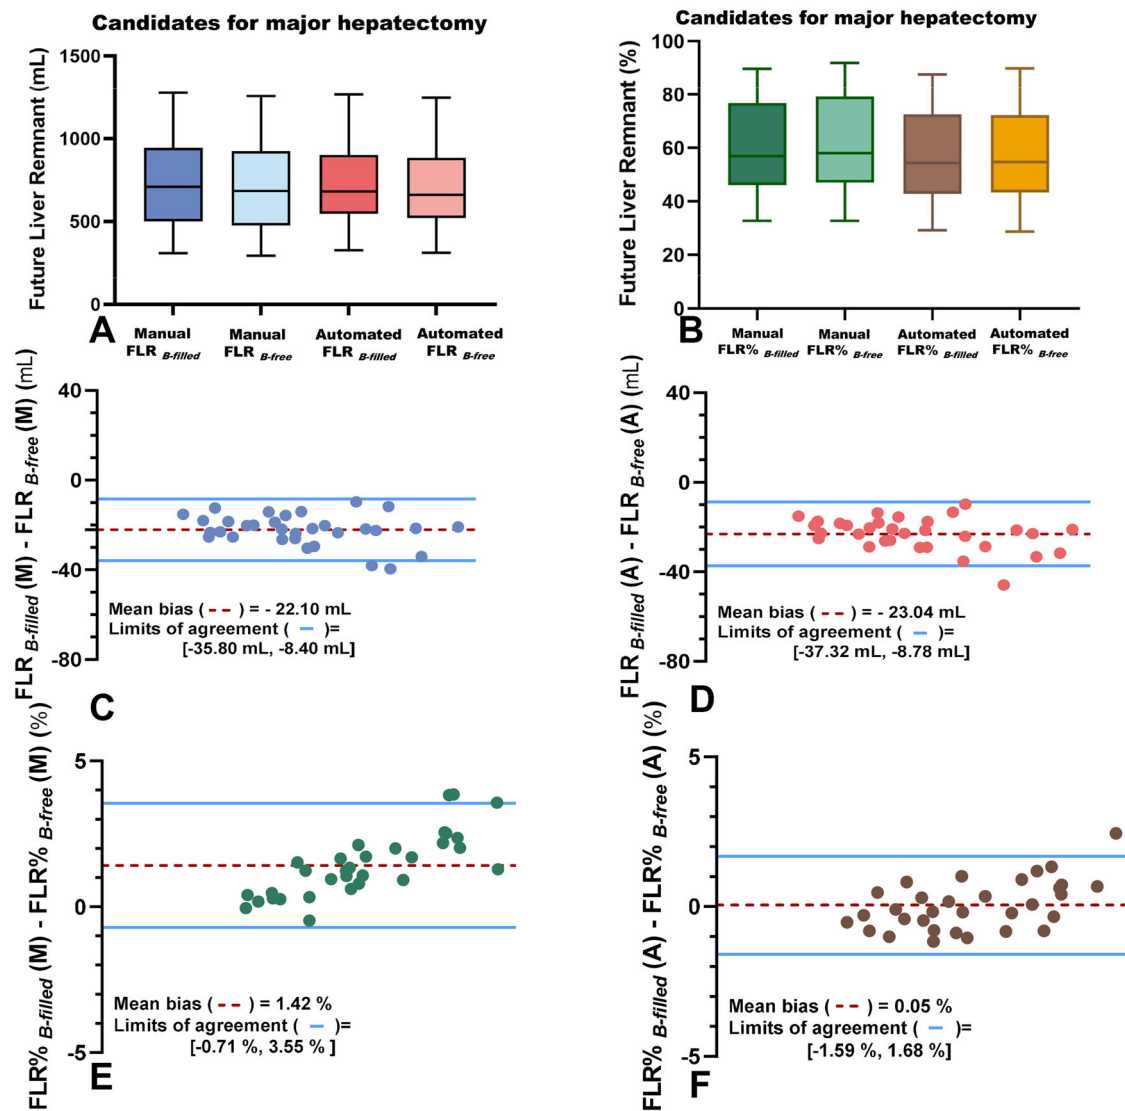 Candidates for major hepatectomy
Future Liver Remnant (mL)
1500
1000
500
0
Manual
FLR B-filled
Manual
FLR B-free
Automated
FLR B-filled
Automated
FLR B-free
A
Candidates for major hepatectomy
Future Liver Remnant (%)
100
80
60
40
20
0
Manual
FLR% B-filled
Manual
FLR% B-free
Automated
FLR% B-filled
Automated
FLR% B-free
B
FLR B-filled (M) - FLR B-free (M) (mL)
40
0
-40
-80
Mean bias ( -- ) = - 22.10 mL
Limits of agreement ( — )=
[-35.80 mL, -8.40 mL]
C
FLR B-filled (A) - FLR B-free (A) (mL)
40
0
-40
-80
Mean bias ( -- ) = - 23.04 mL
Limits of agreement ( — )=
[-37.32 mL, -8.78 mL]
D
FLR% B-filled (M) - FLR% B-free (M) (%)
5
0
-5
Mean bias ( -- ) = 1.42 %
Limits of agreement ( — )=
[-0.71 %, 3.55 % ]
E
FLR% B-filled (A) - FLR% B-free (A) (%)
5
0
-5
Mean bias ( -- ) = 0.05 %
Limits of agreement ( — )=
[-1.59 %, 1.68 %]
F